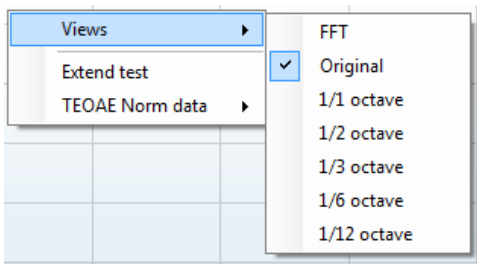 Views
Extend test
TEOAE Norm data
FFT
Original
1/1 octave
1/2 octave
1/3 octave
1/6 octave
1/12 octave